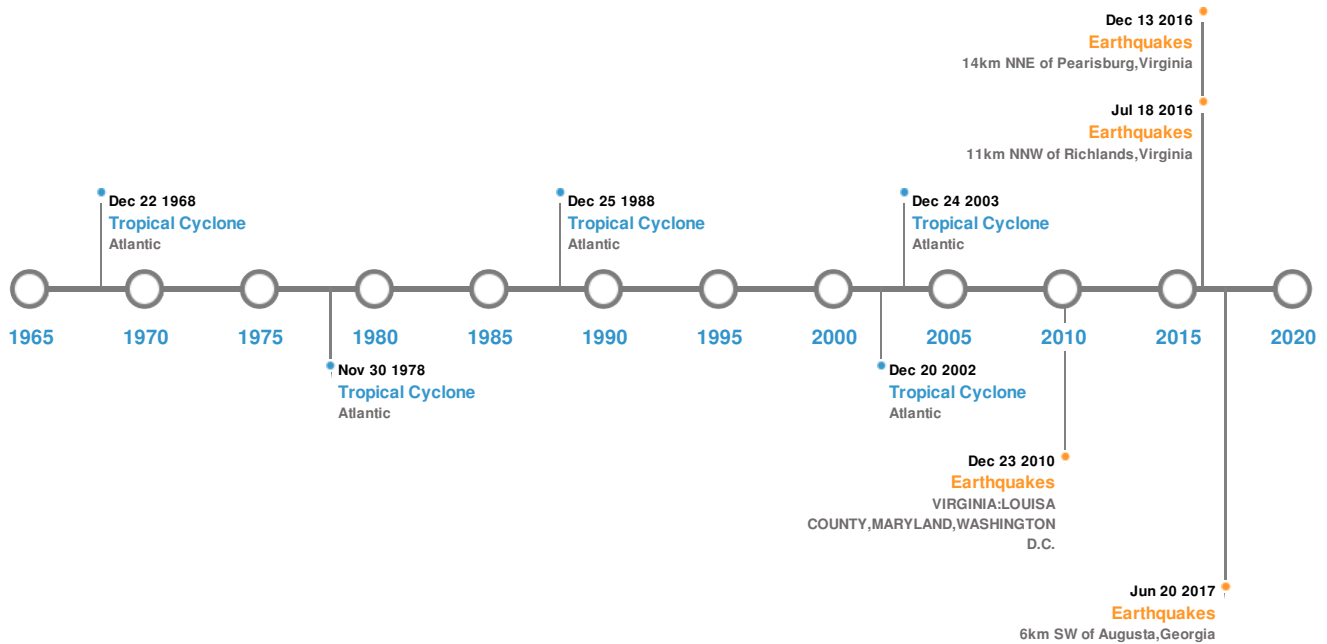 Dec 13 2016
Earthquakes
14km NNE of Pearisburg,Virginia
Jul 18 2016
Earthquakes
11km NNW of Richlands,Virginia
Dec 22 1968
Tropical Cyclone
Atlantic
Dec 25 1988
Tropical Cyclone
Atlantic
Dec 24 2003
Tropical Cyclone
Atlantic
1965 1970 1975 1980 1985 1990 1995 2000 2005 2010 2015 2020
Nov 30 1978
Tropical Cyclone
Atlantic
Dec 20 2002
Tropical Cyclone
Atlantic
Dec 23 2010
Earthquakes
VIRGINIA:LOUISA
COUNTY,MARYLAND,WASHINGTON
D.C.
Jun 20 2017
Earthquakes
6km SW of Augusta,Georgia